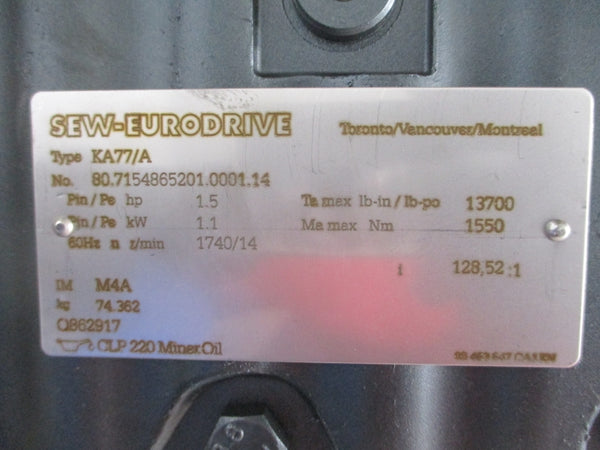 SEW-EURODRIVE Toronto/Vancouver/Montreal
Type KA77/A
No. 80.7154865201.0001.14
Pin/Pe hp 1.5 Ta max lb-in / lb-po 13700
Pin/Pe kW 1.1 Ma max Nm 1550
60Hz n r/min 1740/14
i 128,52 :1
IM M4A
kg 74.362
Q862917
CLP 220 Miner.Oil